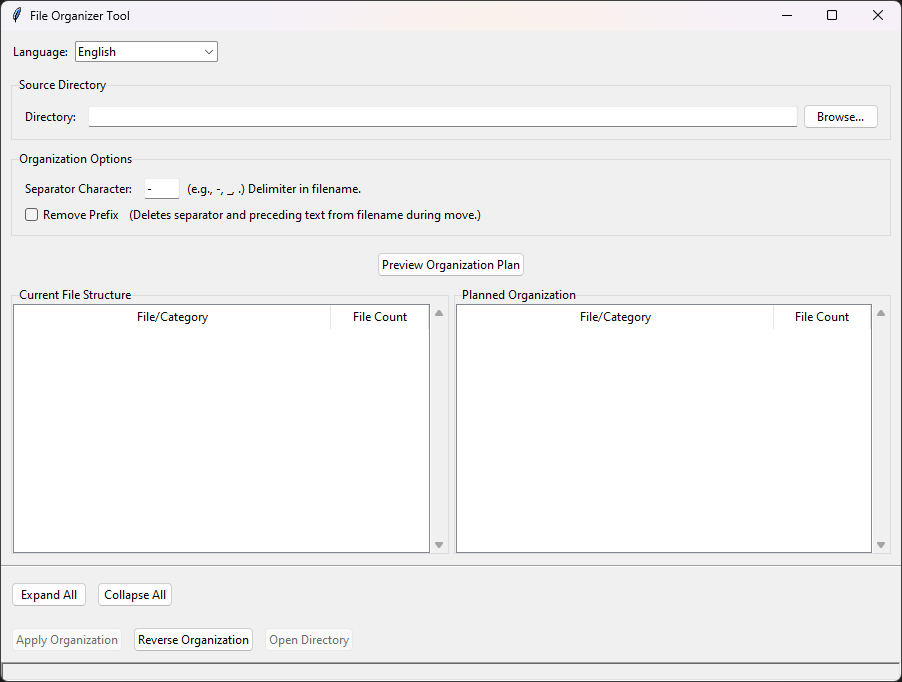 File Organizer Tool
Language: English
Source Directory
Directory: Browse...
Organization Options
Separator Character: - (e.g., -, _, .) Delimiter in filename.
Remove Prefix (Deletes separator and preceding text from filename during move.)
Preview Organization Plan
Current File Structure Planned Organization
File/Category File Count File/Category File Count
Expand All Collapse All
Apply Organization Reverse Organization Open Directory